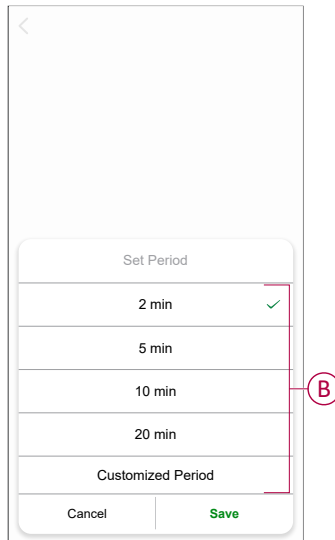 Set Period
2 min
5 min
10 min
20 min
Customized Period
Cancel Save
B